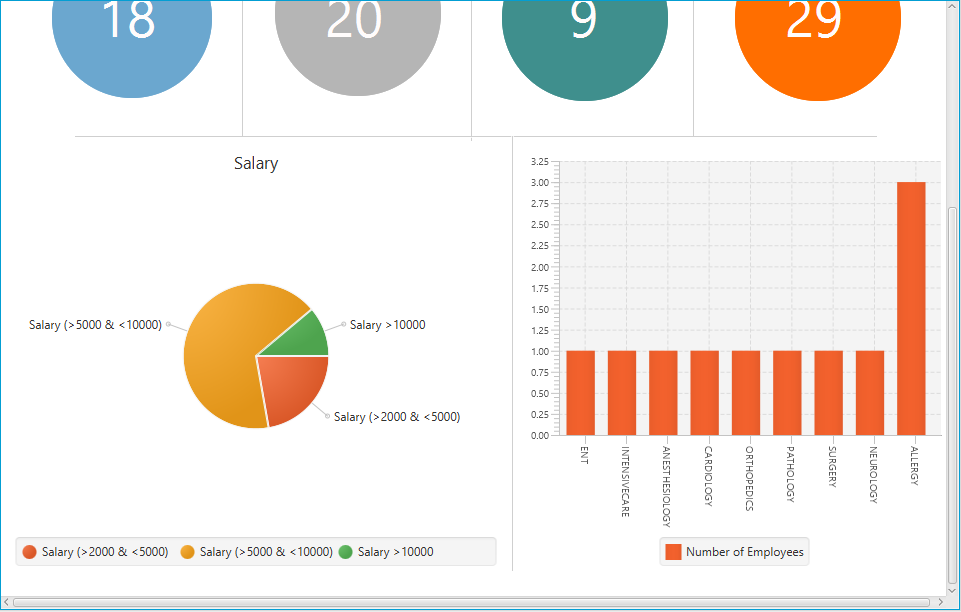 18
20
9
29
Salary
Salary (>5000 & <10000)
Salary >10000
Salary (>2000 & <5000)
Salary (>2000 & <5000)
Salary (>5000 & <10000)
Salary >10000
3.25
3.00
2.75
2.50
2.25
2.00
1.75
1.50
1.25
1.00
0.75
0.50
0.25
0.00
ENT
INTENSIVECARE
ANESTHESIOLOGY
CARDIOLOGY
ORTHOPEDICS
PATHOLOGY
SURGERY
NEUROLOGY
ALLERGY
Number of Employees